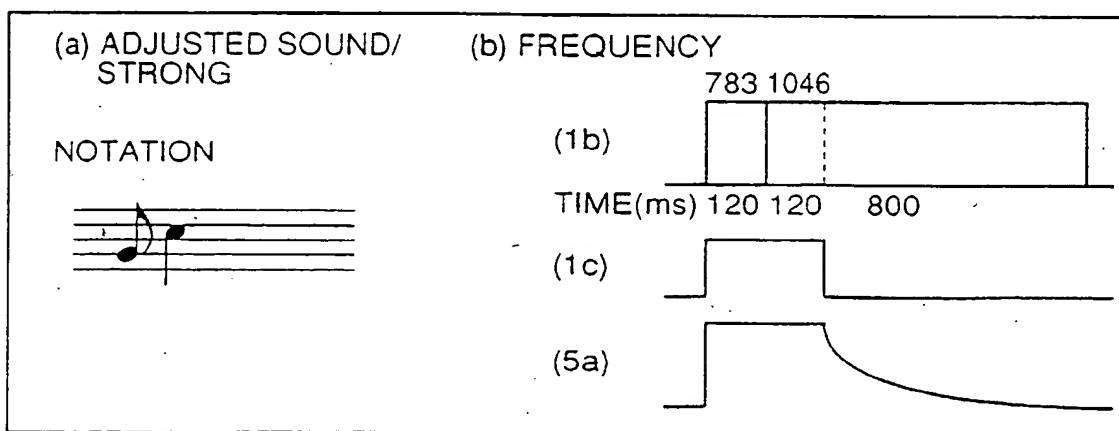 (a) ADJUSTED SOUND/
STRONG
NOTATION
(b) FREQUENCY
783 1046
(1b)
TIME(ms) 120 120 800
(1c)
(5a)